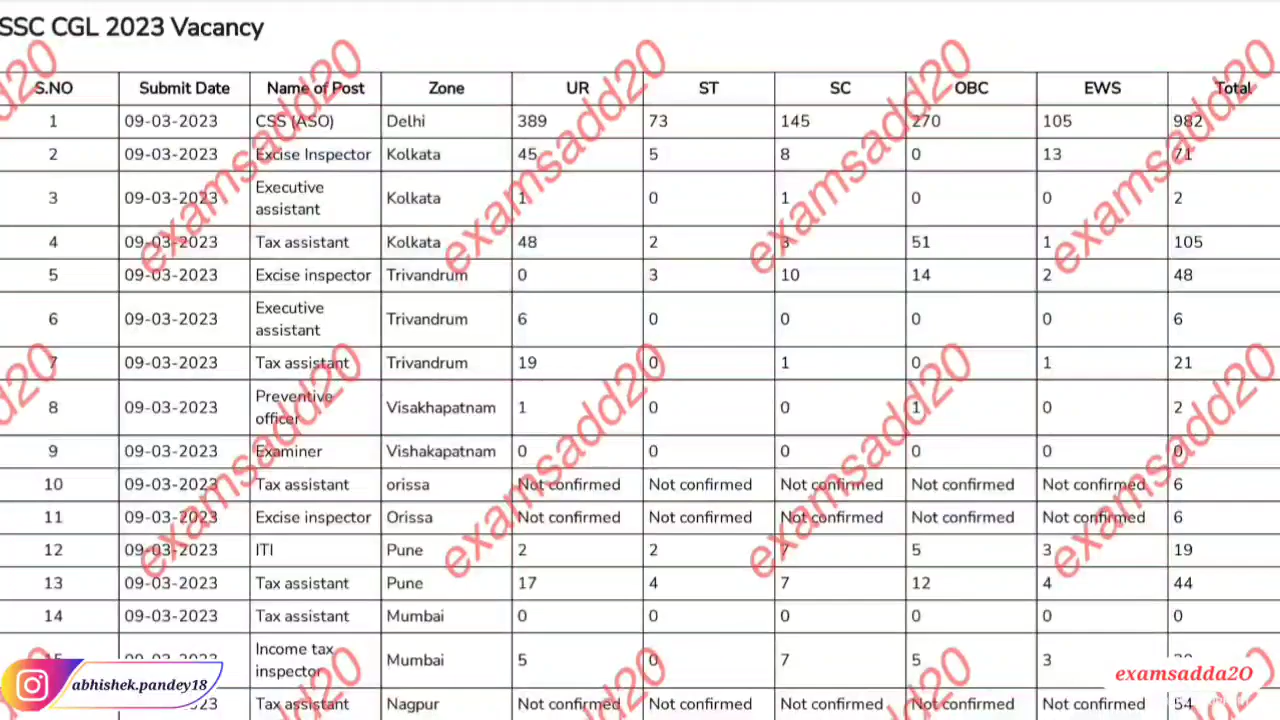 SSC CGL 2023 Vacancy
S.NO Submit Date Name of Post Zone UR ST SC OBC EWS Total
1 09-03-2023 CSS (ASO) Delhi 389 73 145 270 105 982
2 09-03-2023 Excise Inspector Kolkata 45 5 8 0 13 71
3 09-03-2023 Executive assistant Kolkata 1 0 1 0 0 2
4 09-03-2023 Tax assistant Kolkata 48 2 3 51 1 105
5 09-03-2023 Excise inspector Trivandrum 0 3 10 14 2 48
6 09-03-2023 Executive assistant Trivandrum 6 0 0 0 0 6
7 09-03-2023 Tax assistant Trivandrum 19 0 1 0 1 21
8 09-03-2023 Preventive officer Visakhapatnam 1 0 0 1 0 2
9 09-03-2023 Examiner Vishakapatnam 0 0 0 0 0 0
10 09-03-2023 Tax assistant orissa Not confirmed Not confirmed Not confirmed Not confirmed Not confirmed 6
11 09-03-2023 Excise inspector Orissa Not confirmed Not confirmed Not confirmed Not confirmed Not confirmed 6
12 09-03-2023 ITI Pune 2 2 7 5 3 19
13 09-03-2023 Tax assistant Pune 17 4 7 12 4 44
14 09-03-2023 Tax assistant Mumbai 0 0 0 0 0 0
Income tax inspector Mumbai 5 0 7 5 3
Tax assistant Nagpur Not confirmed Not confirmed Not confirmed Not confirmed Not confirmed 54
abhishek.pandey18
examsadda20
examsadd20
examsadd20
examsadd20
examsadd20
examsadd20
examsadd20
examsadd20
examsadd20